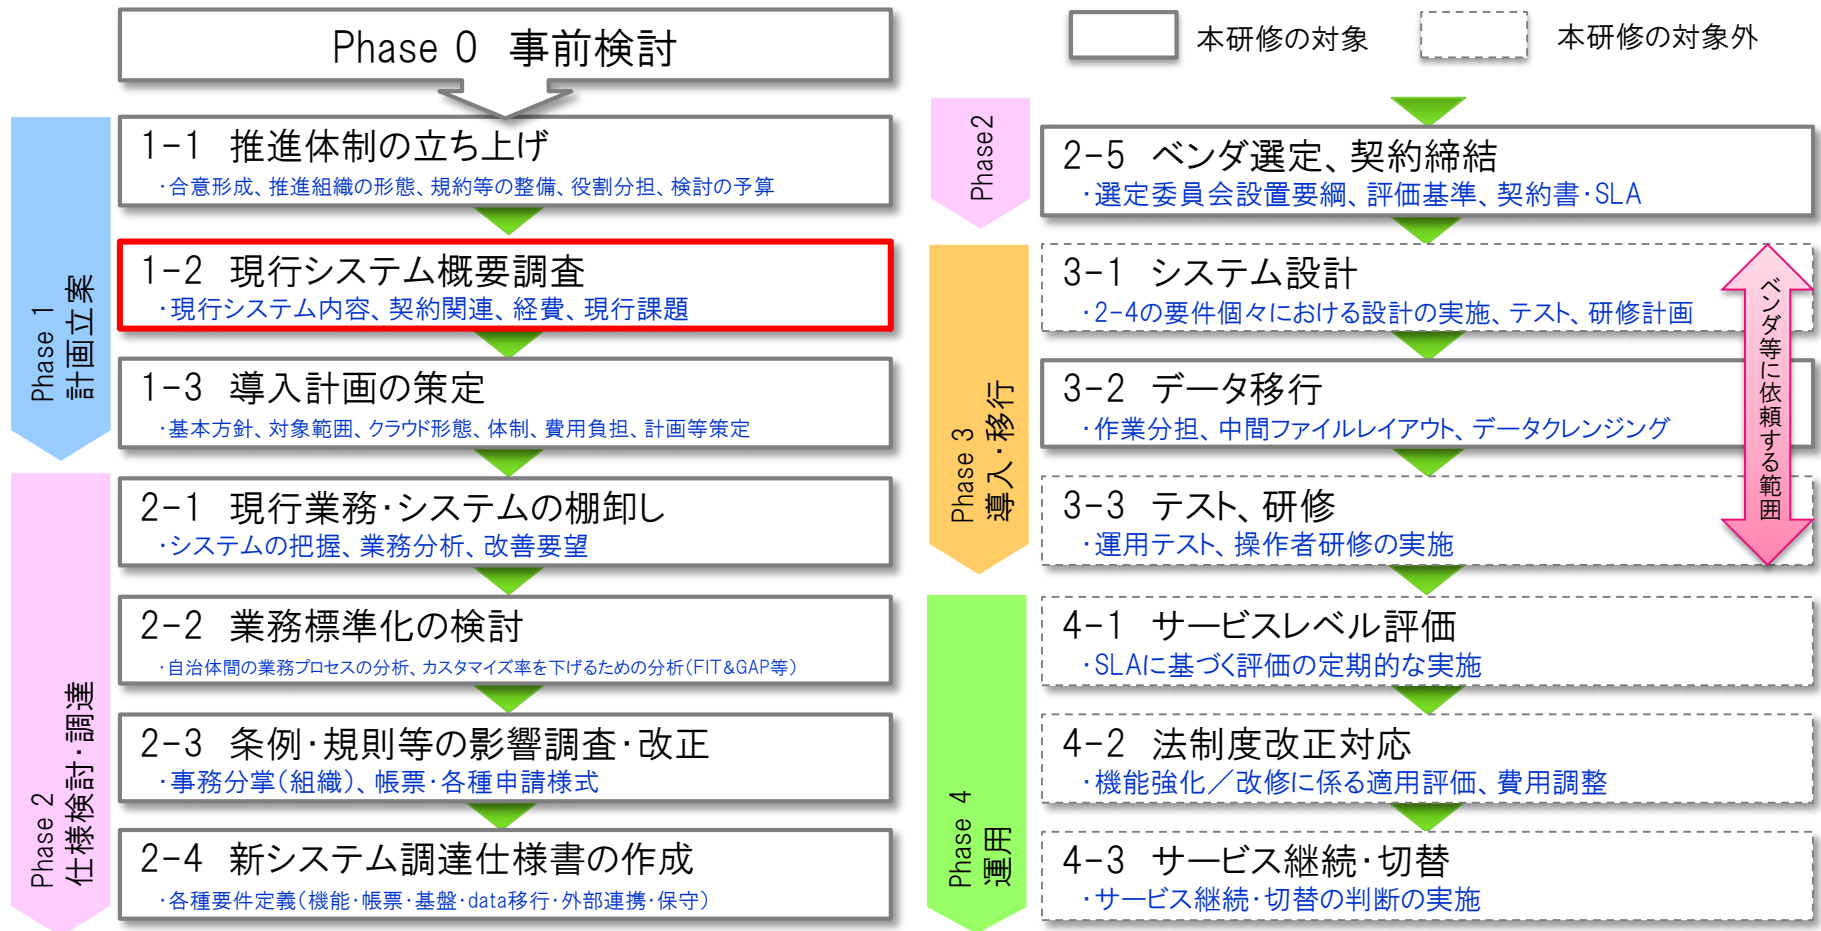 Phase 0 事前検討
本研修の対象
本研修の対象外
Phase 1
計画立案
1-1 推進体制の立ち上げ
・合意形成、推進組織の形態、規約等の整備、役割分担、検討の予算
1-2 現行システム概要調査
・現行システム内容、契約関連、経費、現行課題
1-3 導入計画の策定
・基本方針、対象範囲、クラウド形態、体制、費用負担、計画等策定
Phase 2
仕様検討・調達
2-1 現行業務・システムの棚卸し
・システムの把握、業務分析、改善要望
2-2 業務標準化の検討
・自治体間の業務プロセスの分析、カスタマイズ率を下げるための分析(FIT&GAP等)
2-3 条例・規則等の影響調査・改正
・事務分掌(組織)、帳票・各種申請様式
2-4 新システム調達仕様書の作成
・各種要件定義(機能・帳票・基盤・data移行・外部連携・保守)
Phase2
2-5 ベンダ選定、契約締結
・選定委員会設置要綱、評価基準、契約書・SLA
Phase 3
導入・移行
3-1 システム設計
・2-4の要件個々における設計の実施、テスト、研修計画
3-2 データ移行
・作業分担、中間ファイルレイアウト、データクレンジング
3-3 テスト、研修
・運用テスト、操作者研修の実施
ベンダ等に依頼する範囲
Phase 4
運用
4-1 サービスレベル評価
・SLAに基づく評価の定期的な実施
4-2 法制度改正対応
・機能強化/改修に係る適用評価、費用調整
4-3 サービス継続・切替
・サービス継続・切替の判断の実施